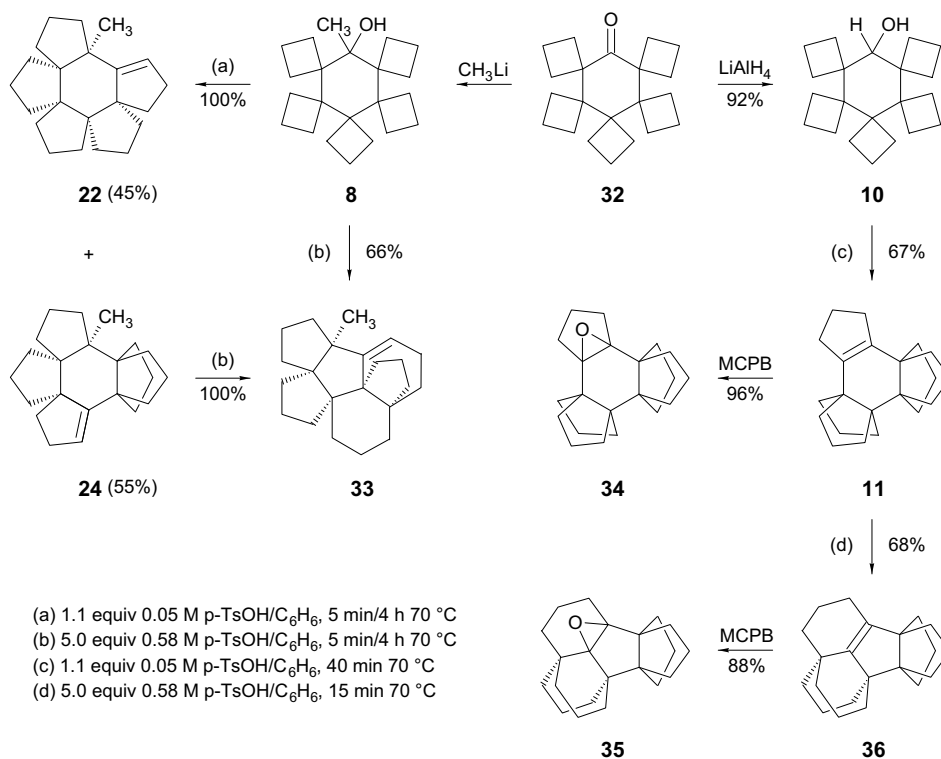 CH3
(a)
100%
CH3 OH
CH3Li
O
LiAlH4
92%
H OH
22 (45%)
8
32
10
+
(b) 66%
(c) 67%
CH3
(b)
100%
CH3
O
MCPB
96%
24 (55%)
33
34
11
(d) 68%
(a) 1.1 equiv 0.05 M p-TsOH/C6H6, 5 min/4 h 70 °C
(b) 5.0 equiv 0.58 M p-TsOH/C6H6, 5 min/4 h 70 °C
(c) 1.1 equiv 0.05 M p-TsOH/C6H6, 40 min 70 °C
(d) 5.0 equiv 0.58 M p-TsOH/C6H6, 15 min 70 °C
O
MCPB
88%
35
36